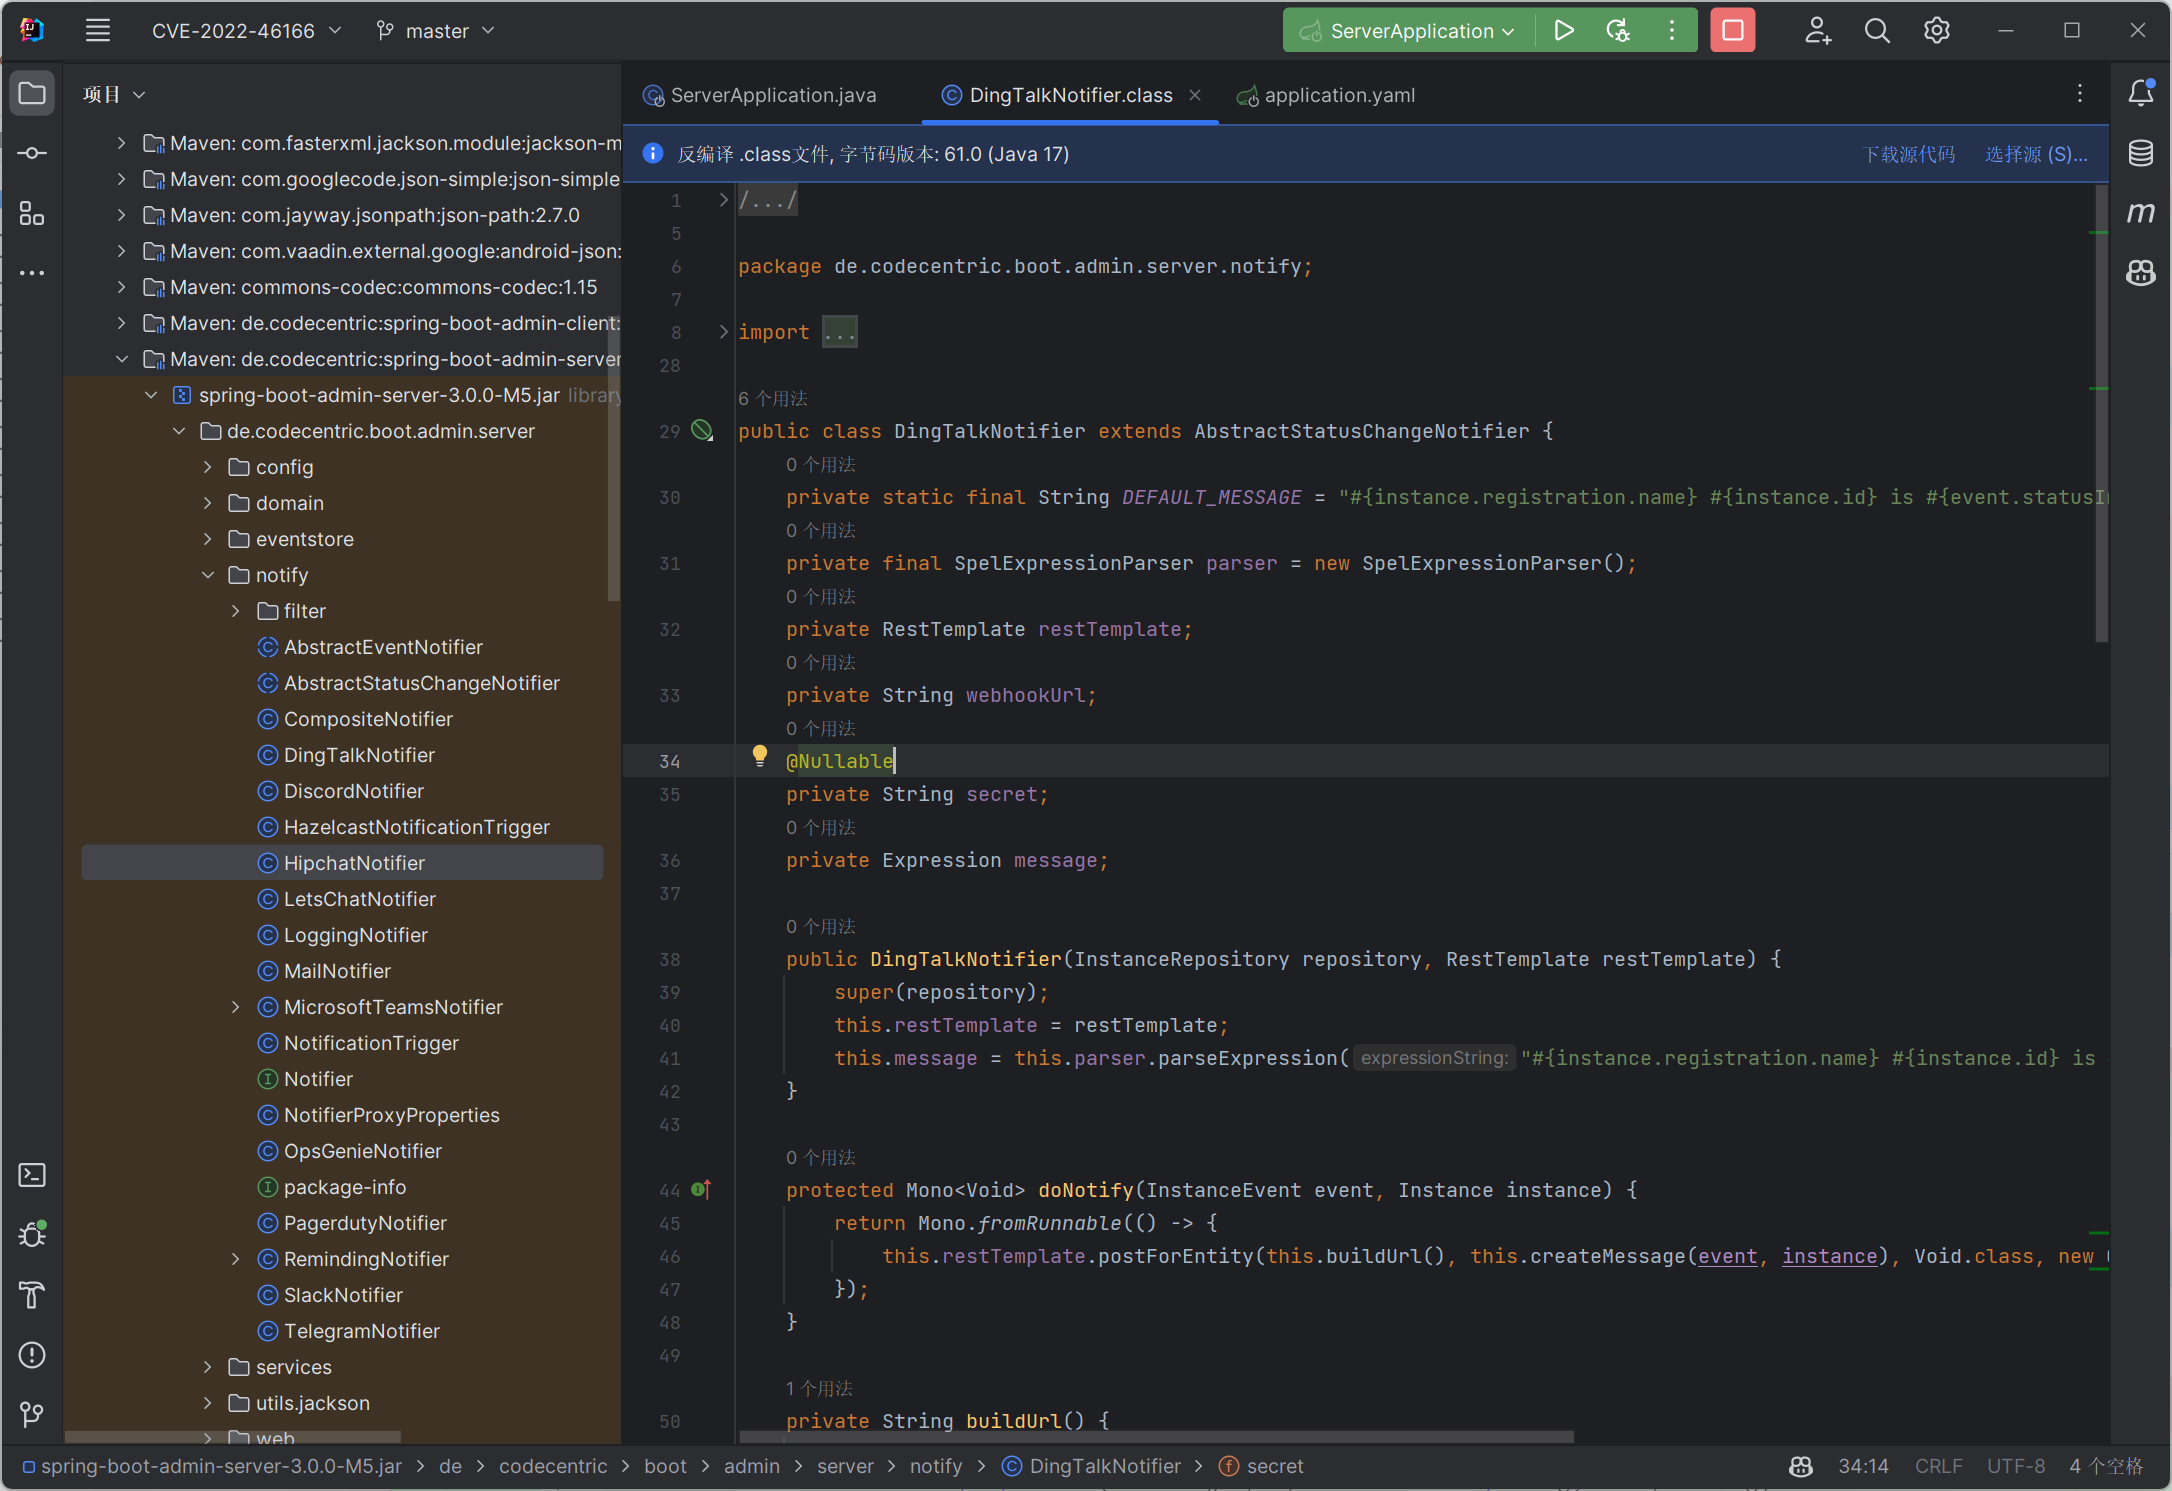 CVE-2022-46166
master
ServerApplication
项目
Maven: com.fasterxml.jackson.module:jackson-m
Maven: com.googlecode.json-simple:json-simple
Maven: com.jayway.jsonpath:json-path:2.7.0
Maven: com.vaadin.external.google:android-json:
Maven: commons-codec:commons-codec:1.15
Maven: de.codecentric:spring-boot-admin-client:
Maven: de.codecentric:spring-boot-admin-server
spring-boot-admin-server-3.0.0-M5.jar library
de.codecentric.boot.admin.server
config
domain
eventstore
notify
filter
AbstractEventNotifier
AbstractStatusChangeNotifier
CompositeNotifier
DingTalkNotifier
DiscordNotifier
HazelcastNotificationTrigger
HipchatNotifier
LetsChatNotifier
LoggingNotifier
MailNotifier
MicrosoftTeamsNotifier
NotificationTrigger
Notifier
NotifierProxyProperties
OpsGenieNotifier
package-info
PagerdutyNotifier
RemindingNotifier
SlackNotifier
TelegramNotifier
services
utils.jackson
web
ServerApplication.java
DingTalkNotifier.class
application.yaml
反编译 .class文件, 字节码版本: 61.0 (Java 17)
下载源代码 选择源 (S)...
1 /.../
5
6 package de.codecentric.boot.admin.server.notify;
7
8 import ...
28
6 个用法
29 public class DingTalkNotifier extends AbstractStatusChangeNotifier {
0 个用法
30 private static final String DEFAULT_MESSAGE = "#{instance.registration.name} #{instance.id} is #{event.statusI
0 个用法
31 private final SpelExpressionParser parser = new SpelExpressionParser();
0 个用法
32 private RestTemplate restTemplate;
0 个用法
33 private String webhookUrl;
0 个用法
34 @Nullable
35 private String secret;
0 个用法
36 private Expression message;
37
0 个用法
38 public DingTalkNotifier(InstanceRepository repository, RestTemplate restTemplate) {
39 super(repository);
40 this.restTemplate = restTemplate;
41 this.message = this.parser.parseExpression( expressionString: "#{instance.registration.name} #{instance.id} is
42 }
43
0 个用法
44 protected Mono<Void> doNotify(InstanceEvent event, Instance instance) {
45 return Mono.fromRunnable(() -> {
46 this.restTemplate.postForEntity(this.buildUrl(), this.createMessage(event, instance), Void.class, new
47 });
48 }
49
1 个用法
50 private String buildUrl() {
spring-boot-admin-server-3.0.0-M5.jar > de > codecentric > boot > admin > server > notify > DingTalkNotifier > secret
34:14 CRLF UTF-8 4 个空格